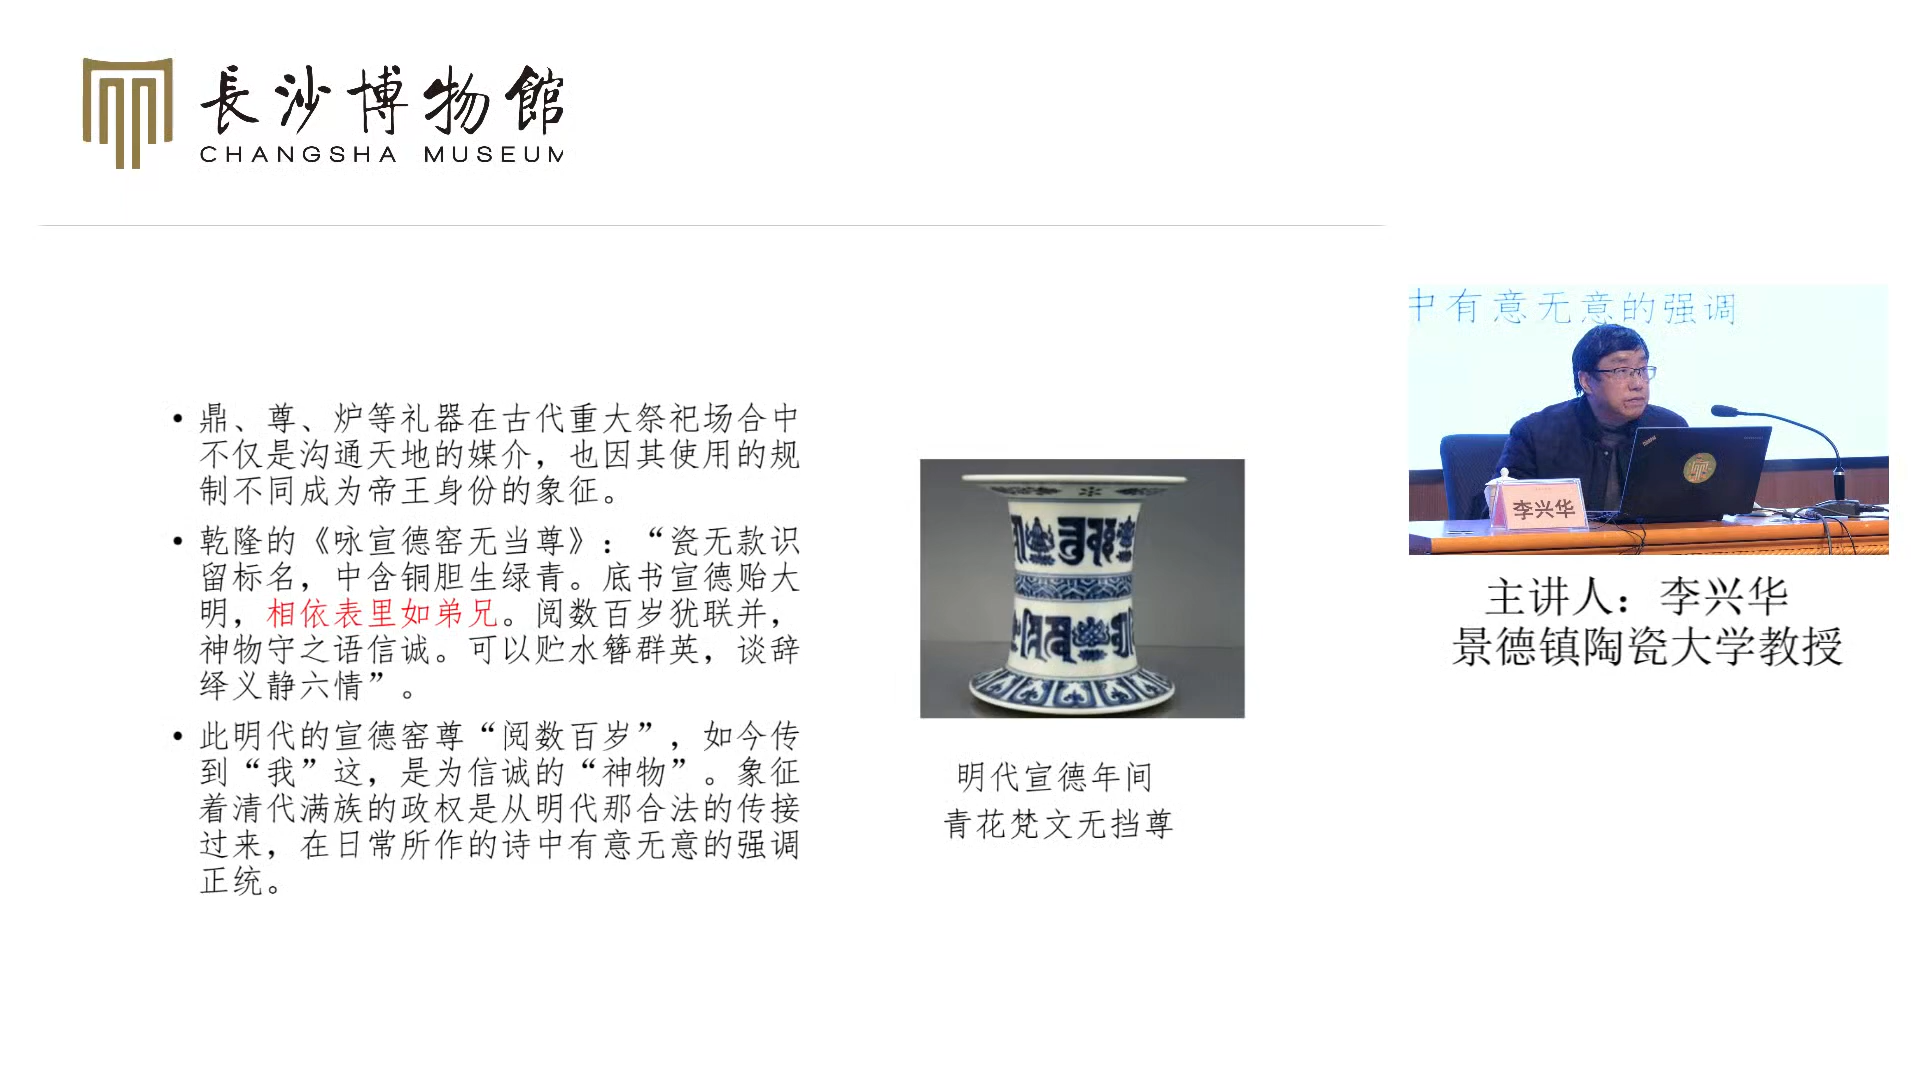 長沙博物館
CHANGSHA MUSEUM
• 鼎、尊、炉等礼器在古代重大祭祀场合中
不仅是沟通天地的媒介，也因其使用的规
制不同成为帝王身份的象征。
• 乾隆的《咏宣德窑无当尊》：“瓷无款识
留标名，中含铜胆生绿青。底书宣德贻大
明，相依表里如弟兄。阅数百岁犹联并，
神物守之语信诚。可以贮水簪群英，谈辞
绎义静六情”。
• 此明代的宣德窑尊“阅数百岁”，如今传
到“我”这，是为信诚的“神物”。象征
着清代满族的政权是从明代那合法的传接
过来，在日常所作的诗中有意无意的强调
正统。
明代宣德年间
青花梵文无挡尊
中有意无意的强调
李兴华
主讲人：李兴华
景德镇陶瓷大学教授